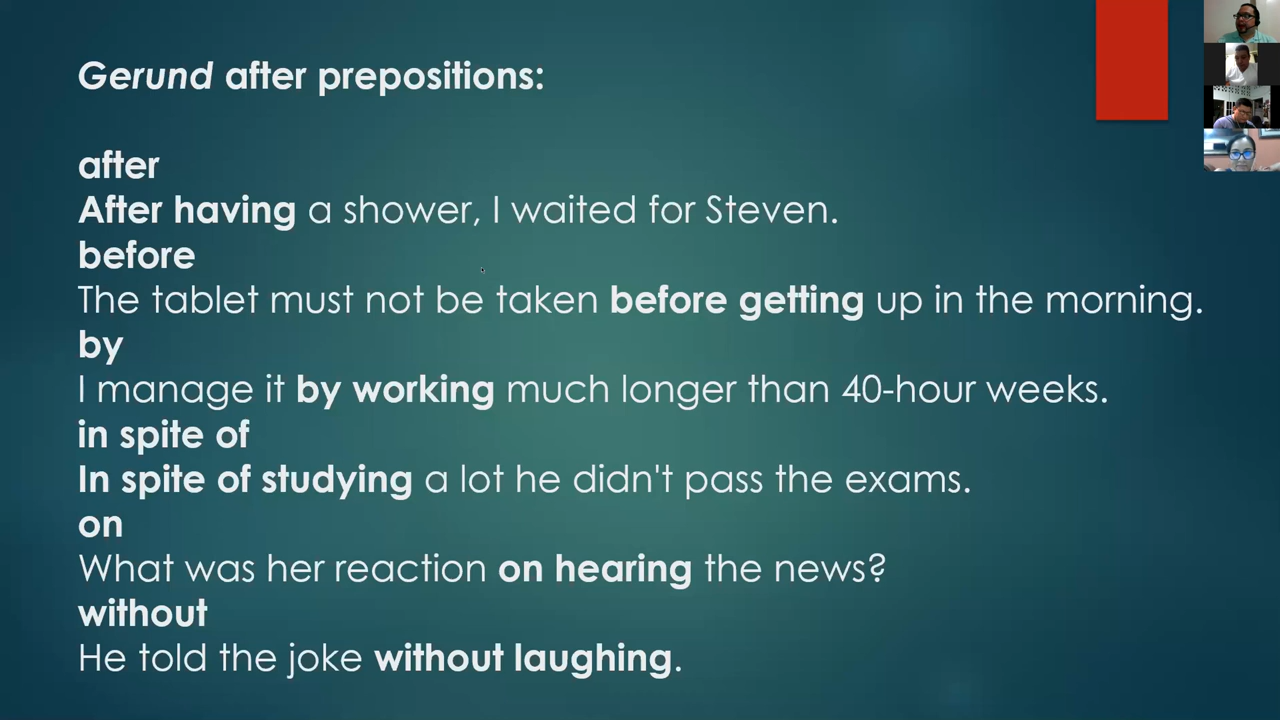 Gerund after prepositions:
after
After having a shower, I waited for Steven.
before
The tablet must not be taken before getting up in the morning.
by
I manage it by working much longer than 40-hour weeks.
in spite of
In spite of studying a lot he didn't pass the exams.
on
What was her reaction on hearing the news?
without
He told the joke without laughing.